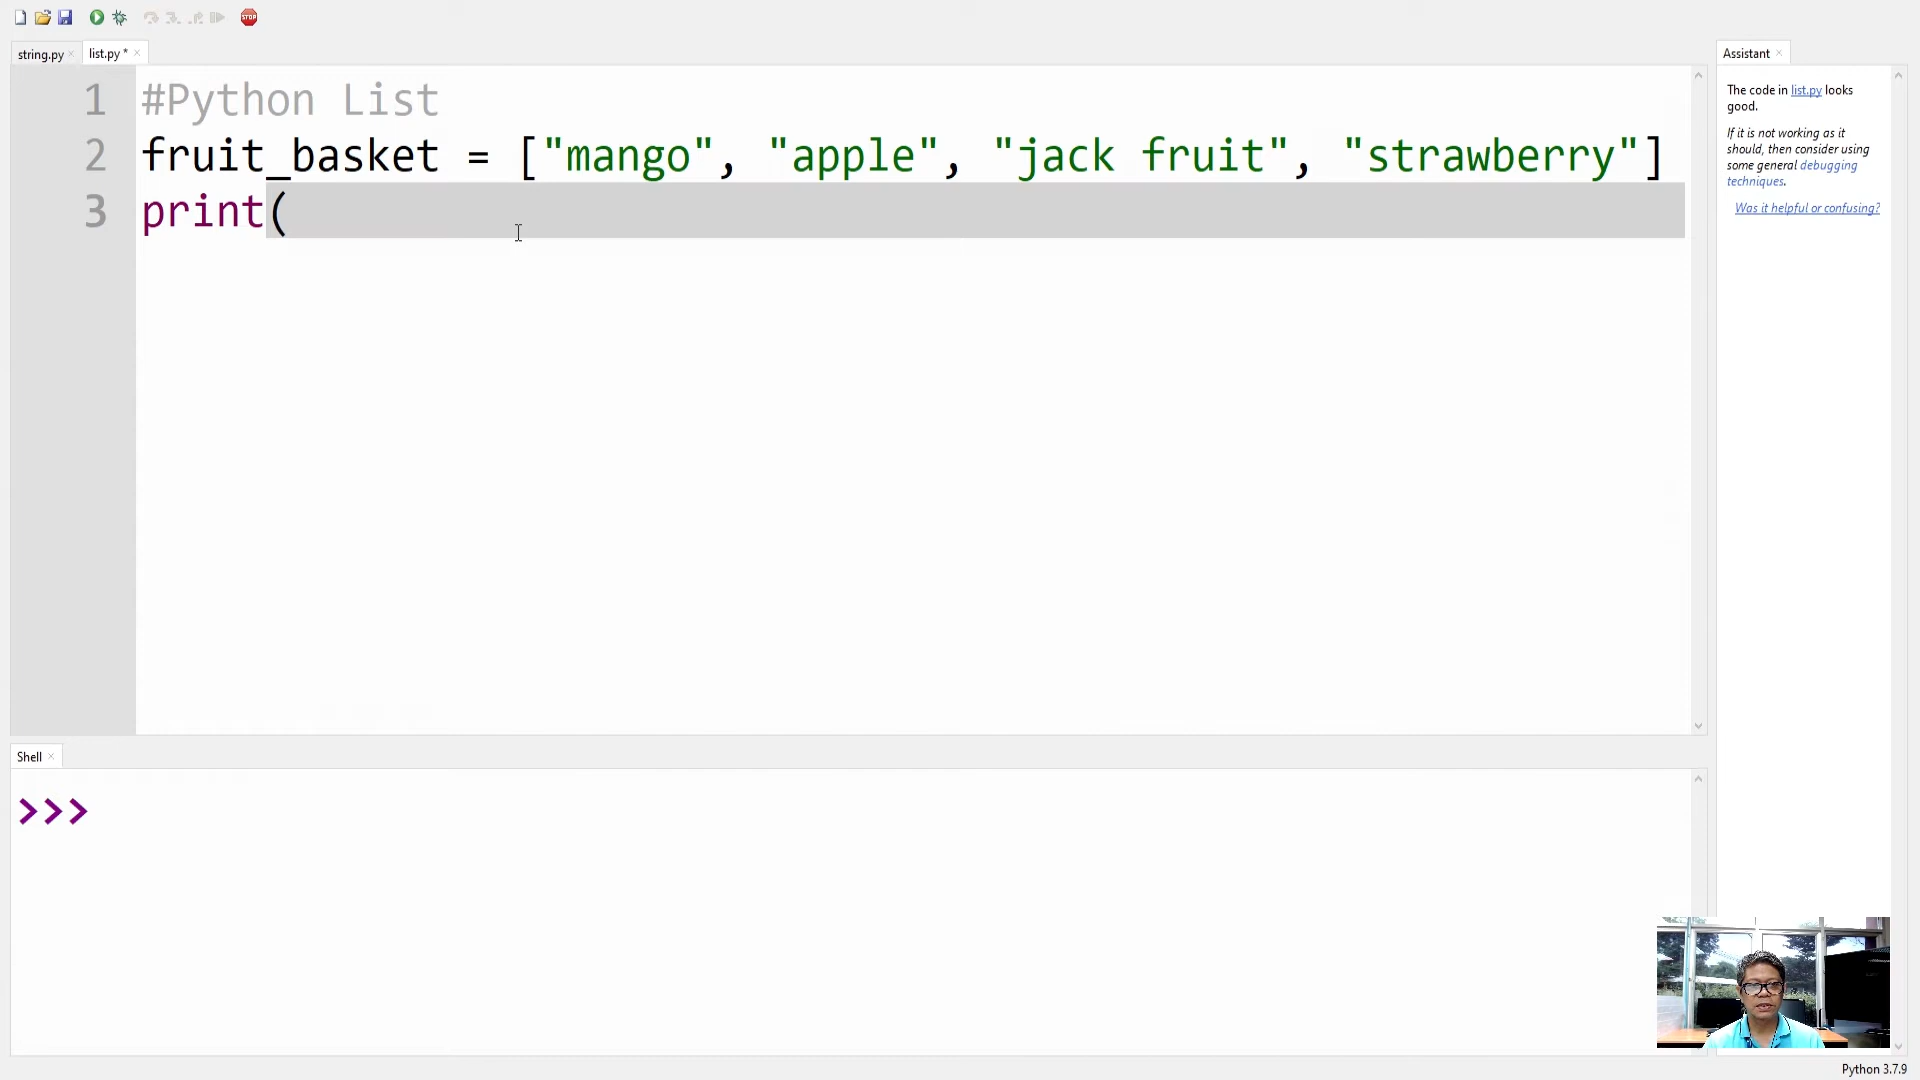 STOP
string.py
list.py *
Assistant
1 #Python List
2 fruit_basket = ["mango", "apple", "jack fruit", "strawberry"]
3 print(
The code in list.py looks
good.
If it is not working as it
should, then consider using
some general debugging
techniques.
Was it helpful or confusing?
Shell
>>>
Python 3.7.9